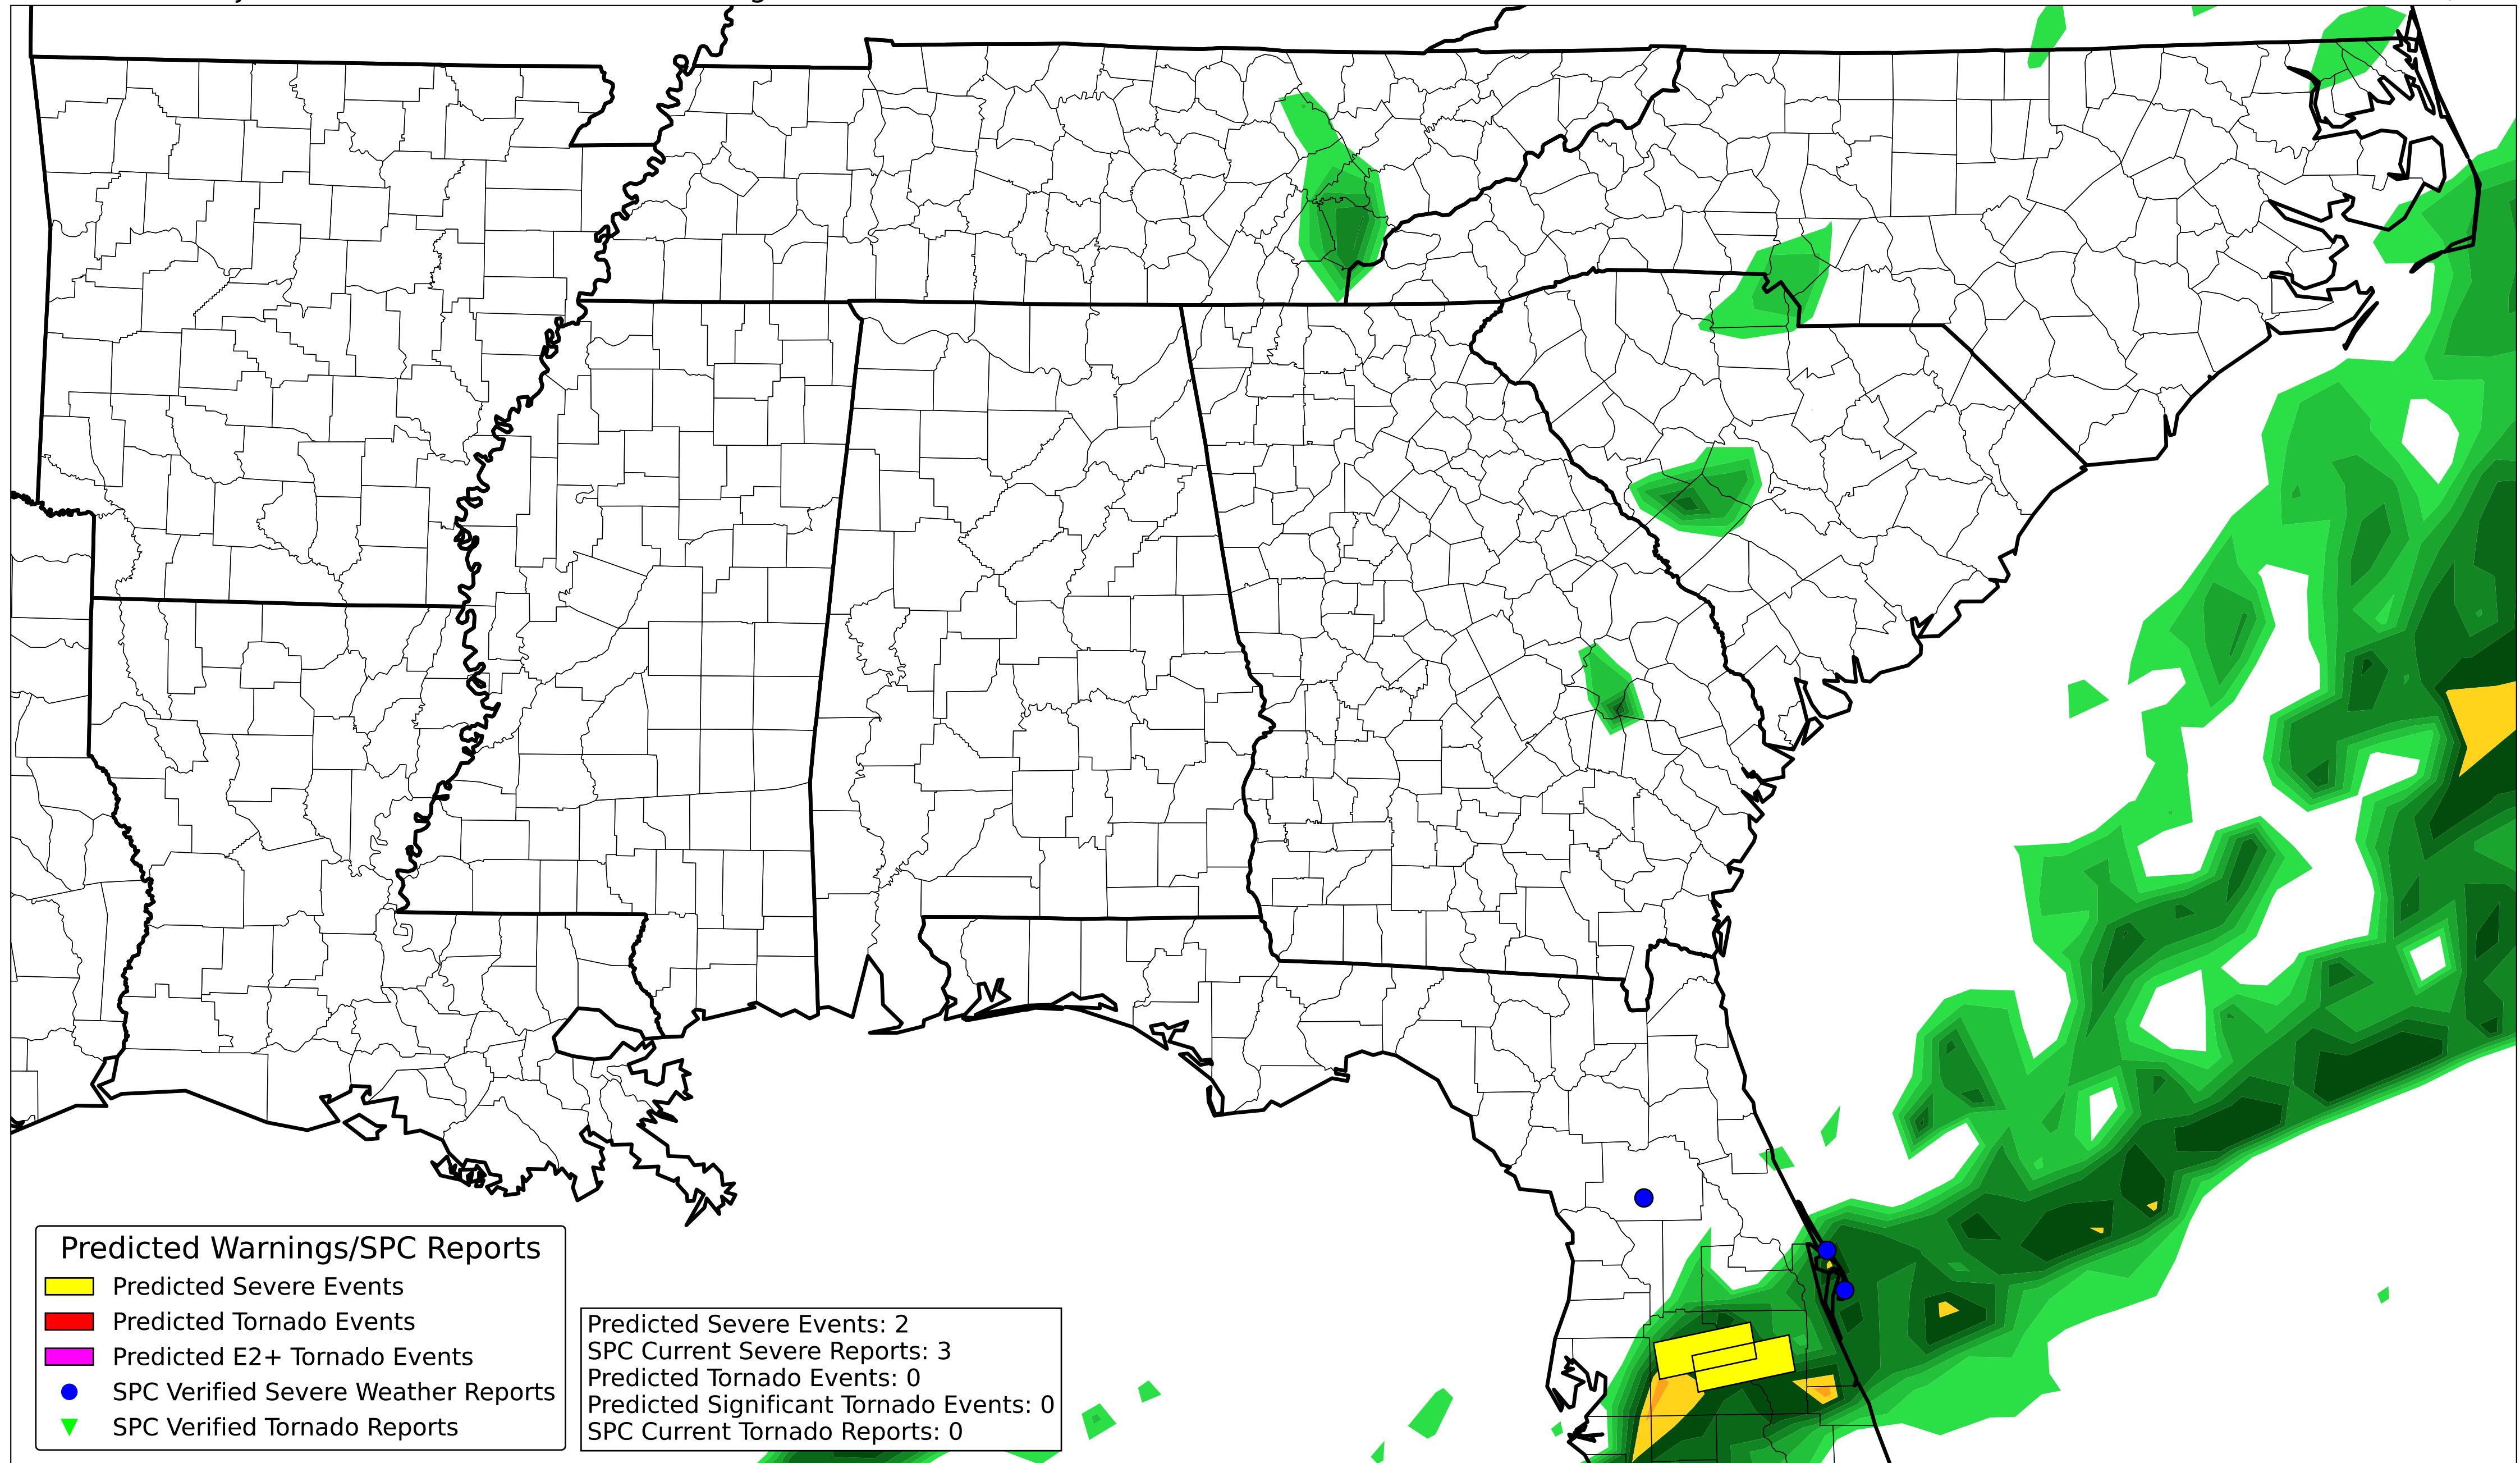 Predicted Warnings/SPC Reports
Predicted Severe Events
Predicted Tornado Events
Predicted E2+ Tornado Events
SPC Verified Severe Weather Reports
SPC Verified Tornado Reports
Predicted Severe Events: 2
SPC Current Severe Reports: 3
Predicted Tornado Events: 0
Predicted Significant Tornado Events: 0
SPC Current Tornado Reports: 0